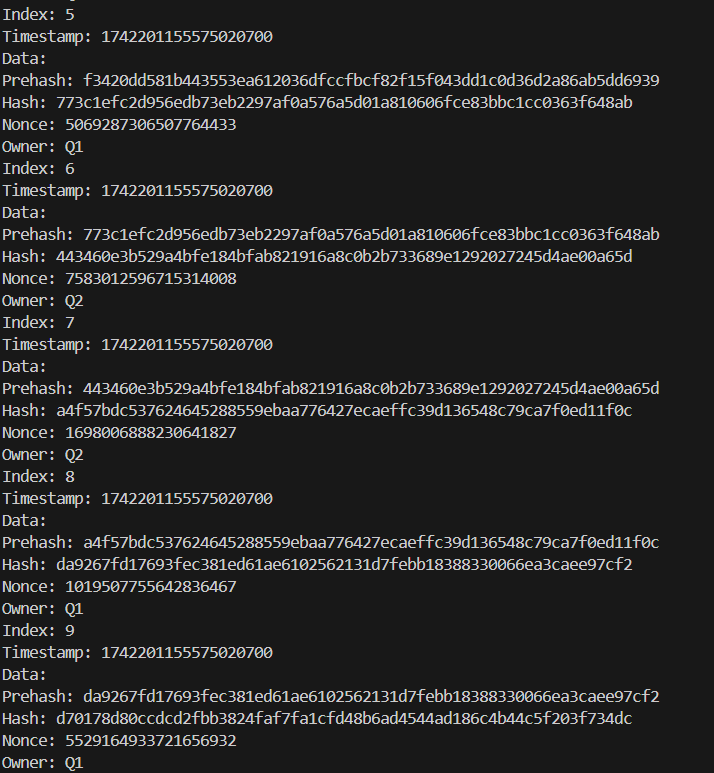 Index: 5
Timestamp: 1742201155575020700
Data:
Prehash: f3420dd581b443553ea612036dfccfbcf82f15f043dd1c0d36d2a86ab5dd6939
Hash: 773c1efc2d956edb73eb2297af0a576a5d01a810606fce83bbc1cc0363f648ab
Nonce: 5069287306507764433
Owner: Q1
Index: 6
Timestamp: 1742201155575020700
Data:
Prehash: 773c1efc2d956edb73eb2297af0a576a5d01a810606fce83bbc1cc0363f648ab
Hash: 443460e3b529a4bfe184bfab821916a8c0b2b733689e1292027245d4ae00a65d
Nonce: 7583012596715314008
Owner: Q2
Index: 7
Timestamp: 1742201155575020700
Data:
Prehash: 443460e3b529a4bfe184bfab821916a8c0b2b733689e1292027245d4ae00a65d
Hash: a4f57bdc537624645288559ebaa776427ecaeffc39d136548c79ca7f0ed11f0c
Nonce: 1698006888230641827
Owner: Q2
Index: 8
Timestamp: 1742201155575020700
Data:
Prehash: a4f57bdc537624645288559ebaa776427ecaeffc39d136548c79ca7f0ed11f0c
Hash: da9267fd17693fec381ed61ae6102562131d7febb18388330066ea3caee97cf2
Nonce: 1019507755642836467
Owner: Q1
Index: 9
Timestamp: 1742201155575020700
Data:
Prehash: da9267fd17693fec381ed61ae6102562131d7febb18388330066ea3caee97cf2
Hash: d70178d80ccdcd2fbb3824faf7fa1cfd48b6ad4544ad186c4b44c5f203f734dc
Nonce: 5529164933721656932
Owner: Q1